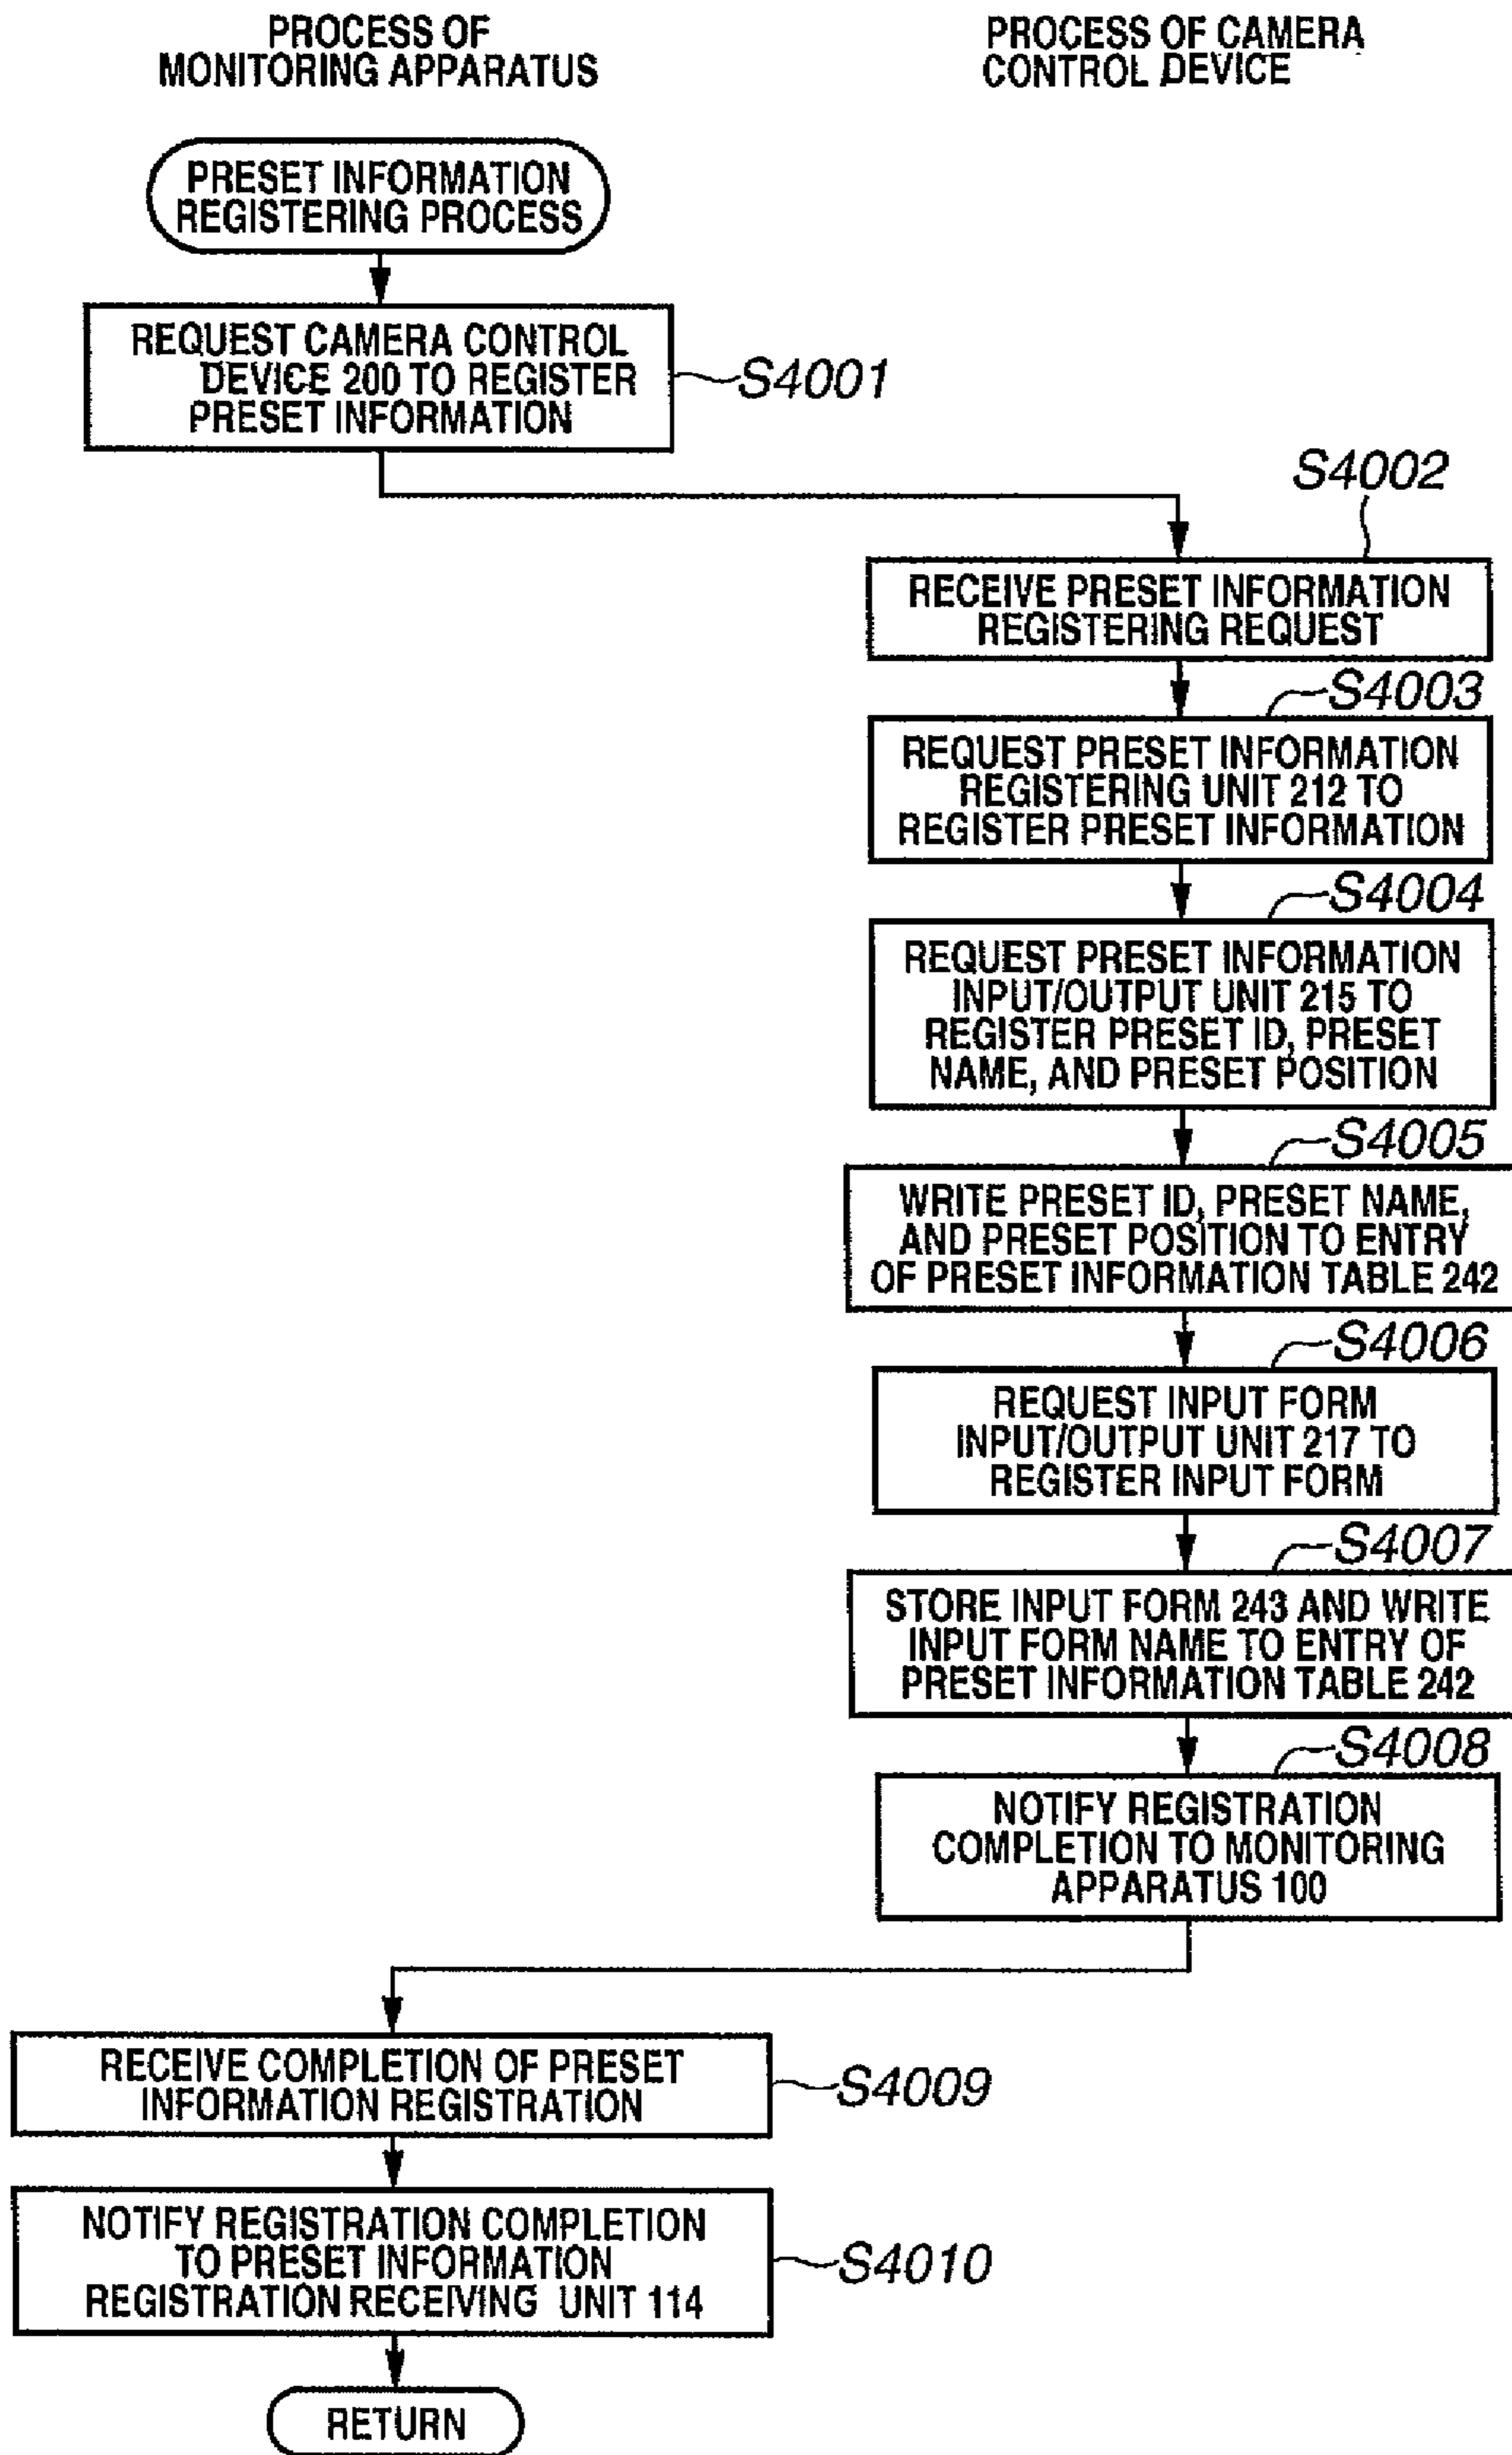 PROCESS OF
MONITORING APPARATUS
PROCESS OF CAMERA
CONTROL DEVICE
PRESET INFORMATION
REGISTERING PROCESS
REQUEST CAMERA CONTROL
DEVICE 200 TO REGISTER
PRESET INFORMATION
S4001
S4002
RECEIVE PRESET INFORMATION
REGISTERING REQUEST
S4003
REQUEST PRESET INFORMATION
REGISTERING UNIT 212 TO
REGISTER PRESET INFORMATION
S4004
REQUEST PRESET INFORMATION
INPUT/OUTPUT UNIT 215 TO
REGISTER PRESET ID, PRESET
NAME, AND PRESET POSITION
S4005
WRITE PRESET ID, PRESET NAME,
AND PRESET POSITION TO ENTRY
OF PRESET INFORMATION TABLE 242
S4006
REQUEST INPUT FORM
INPUT/OUTPUT UNIT 217 TO
REGISTER INPUT FORM
S4007
STORE INPUT FORM 243 AND WRITE
INPUT FORM NAME TO ENTRY OF
PRESET INFORMATION TABLE 242
S4008
NOTIFY REGISTRATION
COMPLETION TO MONITORING
APPARATUS 100
RECEIVE COMPLETION OF PRESET
INFORMATION REGISTRATION
S4009
NOTIFY REGISTRATION COMPLETION
TO PRESET INFORMATION
REGISTRATION RECEIVING UNIT 114
S4010
RETURN